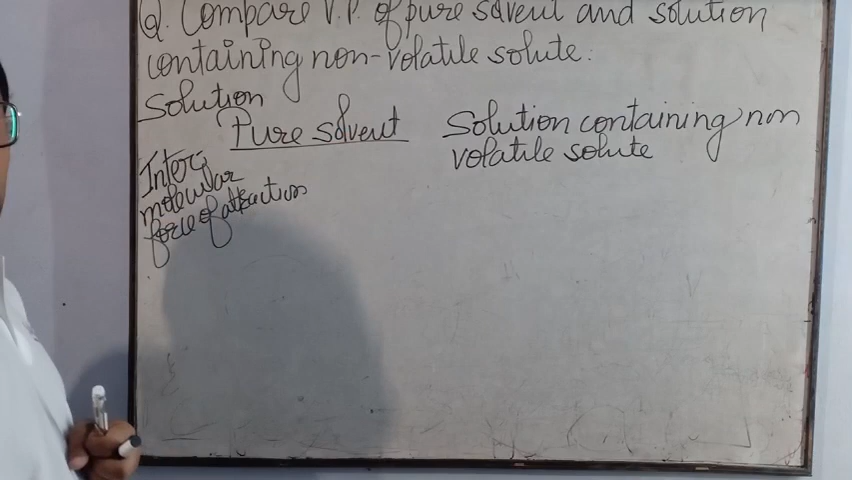 Q. Compare V.P. of pure solvent and solution
containing non-volatile solute.
Solution
Pure solvent
Solution containing non
volatile solute
Inter
molecular
force of attraction